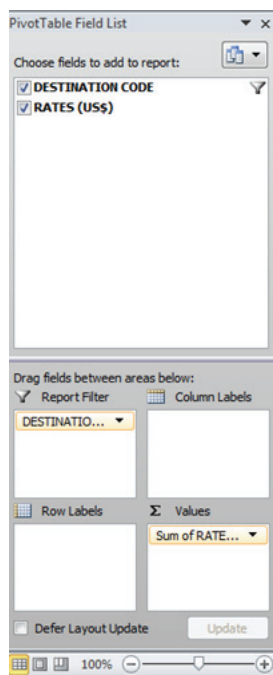 PivotTable Field List
Choose fields to add to report:
DESTINATION CODE
RATES (US$)
Drag fields between areas below:
Report Filter
Column Labels
DESTINATIO...
Row Labels
Σ Values
Sum of RATE...
Defer Layout Update
Update
100%